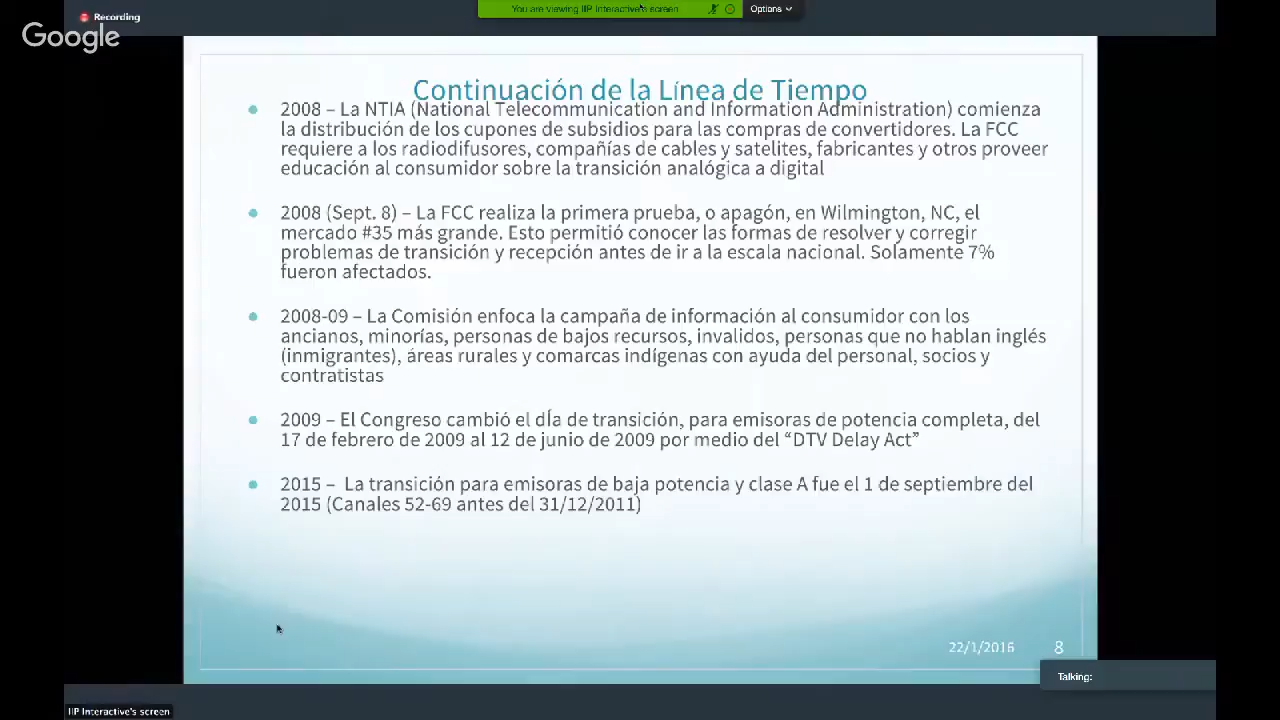 Recording
You are viewing IIP Interactive's screen
Options
Google
Continuación de la Línea de Tiempo
2008 – La NTIA (National Telecommunication and Information Administration) comienza
la distribución de los cupones de subsidios para las compras de convertidores. La FCC
requiere a los radiodifusores, compañías de cables y satelites, fabricantes y otros proveer
educación al consumidor sobre la transición analógica a digital
2008 (Sept. 8) – La FCC realiza la primera prueba, o apagón, en Wilmington, NC, el
mercado #35 más grande. Esto permitió conocer las formas de resolver y corregir
problemas de transición y recepción antes de ir a la escala nacional. Solamente 7%
fueron afectados.
2008-09 – La Comisión enfoca la campaña de información al consumidor con los
ancianos, minorías, personas de bajos recursos, invalidos, personas que no hablan inglés
(inmigrantes), áreas rurales y comarcas indígenas con ayuda del personal, socios y
contratistas
2009 – El Congreso cambió el dÍa de transición, para emisoras de potencia completa, del
17 de febrero de 2009 al 12 de junio de 2009 por medio del “DTV Delay Act”
2015 – La transición para emisoras de baja potencia y clase A fue el 1 de septiembre del
2015 (Canales 52-69 antes del 31/12/2011)
22/1/2016
8
Talking:
IIP Interactive's screen